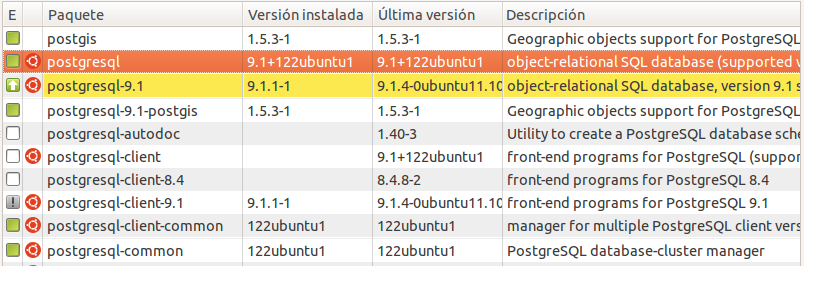 E Paquete Versión instalada Última versión Descripción
postgis 1.5.3-1 1.5.3-1 Geographic objects support for PostgreSQL
postgresql 9.1+122ubuntu1 9.1+122ubuntu1 object-relational SQL database (supported v
postgresql-9.1 9.1.1-1 9.1.4-0ubuntu11.10 object-relational SQL database, version 9.1 s
postgresql-9.1-postgis 1.5.3-1 1.5.3-1 Geographic objects support for PostgreSQL
postgresql-autodoc 1.40-3 Utility to create a PostgreSQL database sche
postgresql-client 9.1+122ubuntu1 front-end programs for PostgreSQL (suppor
postgresql-client-8.4 8.4.8-2 front-end programs for PostgreSQL 8.4
postgresql-client-9.1 9.1.1-1 9.1.4-0ubuntu11.10 front-end programs for PostgreSQL 9.1
postgresql-client-common 122ubuntu1 122ubuntu1 manager for multiple PostgreSQL client vers
postgresql-common 122ubuntu1 122ubuntu1 PostgreSQL database-cluster manager